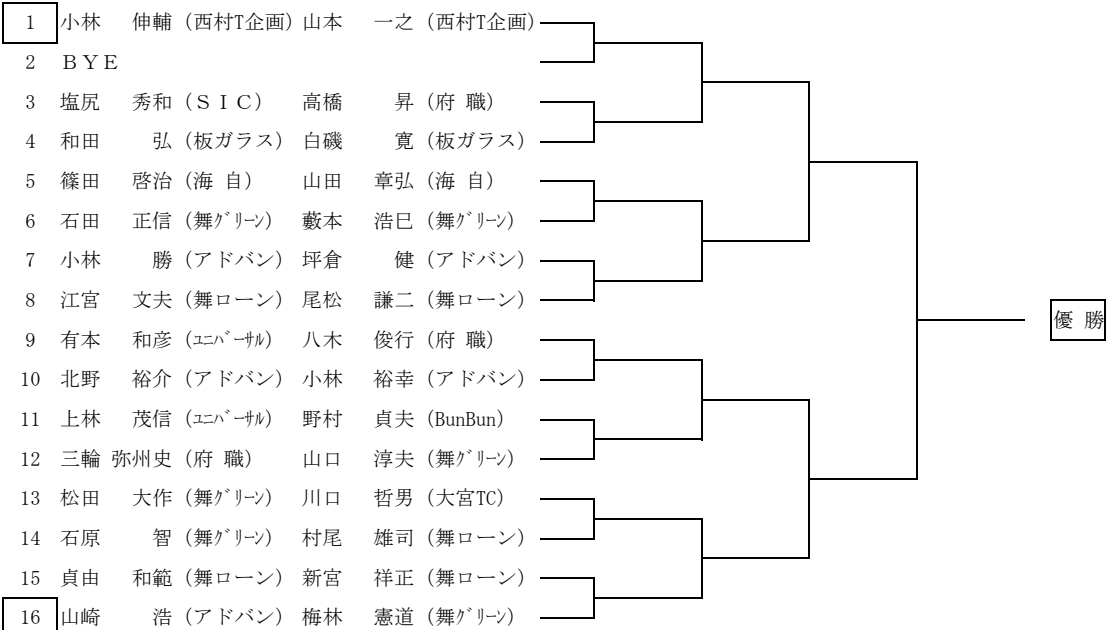 1 小林 伸輔 (西村T企画) 山本 一之 (西村T企画)
2 ＢＹＥ
3 塩尻 秀和 (ＳＩＣ) 高橋 昇 (府 職)
4 和田 弘 (板ガラス) 白磯 寛 (板ガラス)
5 篠田 啓治 (海 自) 山田 章弘 (海 自)
6 石田 正信 (舞ｸﾞﾘｰﾝ) 藪本 浩巳 (舞ｸﾞﾘｰﾝ)
7 小林 勝 (アドバン) 坪倉 健 (アドバン)
8 江宮 文夫 (舞ローン) 尾松 謙二 (舞ローン)
9 有本 和彦 (ﾕﾆﾊﾞｰｻﾙ) 八木 俊行 (府 職)
優 勝
10 北野 裕介 (アドバン) 小林 裕幸 (アドバン)
11 上林 茂信 (ﾕﾆﾊﾞｰｻﾙ) 野村 貞夫 (BunBun)
12 三輪 弥州史 (府 職) 山口 淳夫 (舞ｸﾞﾘｰﾝ)
13 松田 大作 (舞ｸﾞﾘｰﾝ) 川口 哲男 (大宮TC)
14 石原 智 (舞ｸﾞﾘｰﾝ) 村尾 雄司 (舞ローン)
15 貞由 和範 (舞ローン) 新宮 祥正 (舞ローン)
16 山崎 浩 (アドバン) 梅林 憲道 (舞ｸﾞﾘｰﾝ)